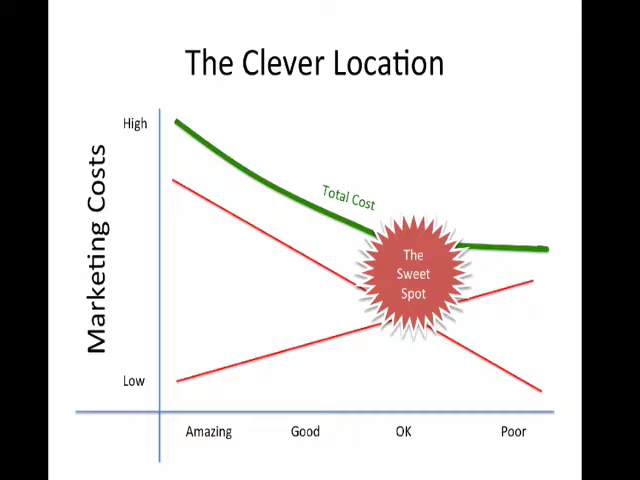 The Clever Location
High
Marketing Costs
Total Cost
The
Sweet
Spot
Low
Amazing
Good
OK
Poor